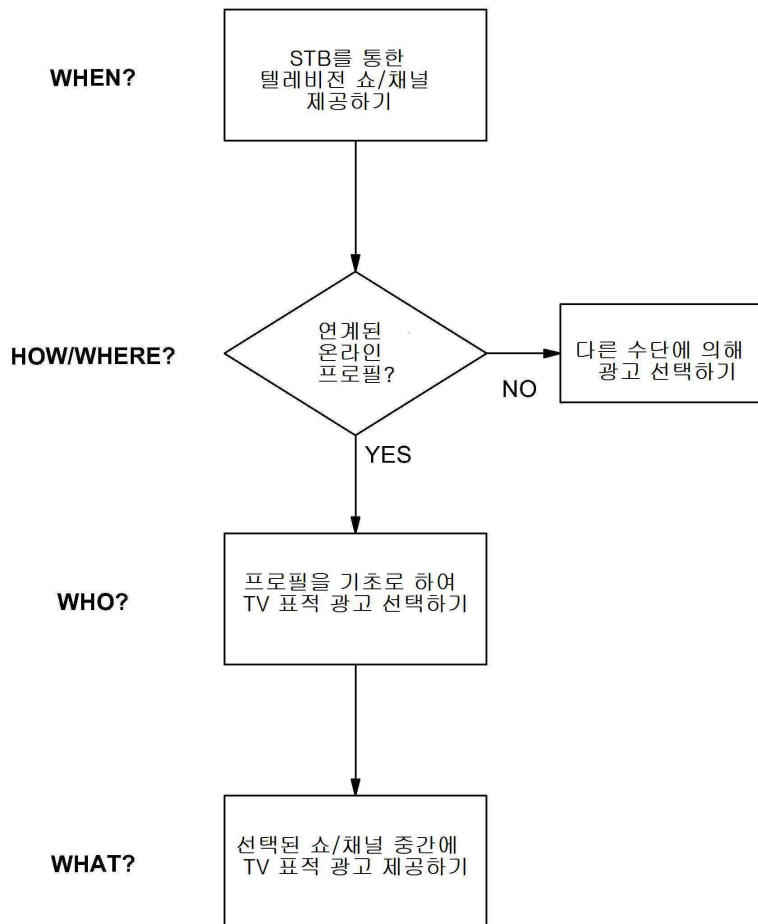 WHEN?
STB를 통한
텔레비전 쇼/채널
제공하기
HOW/WHERE?
연계된
온라인
프로필?
다른 수단에 의해
광고 선택하기
NO
YES
WHO?
프로필을 기초로 하여
TV 표적 광고 선택하기
WHAT?
선택된 쇼/채널 중간에
TV 표적 광고 제공하기